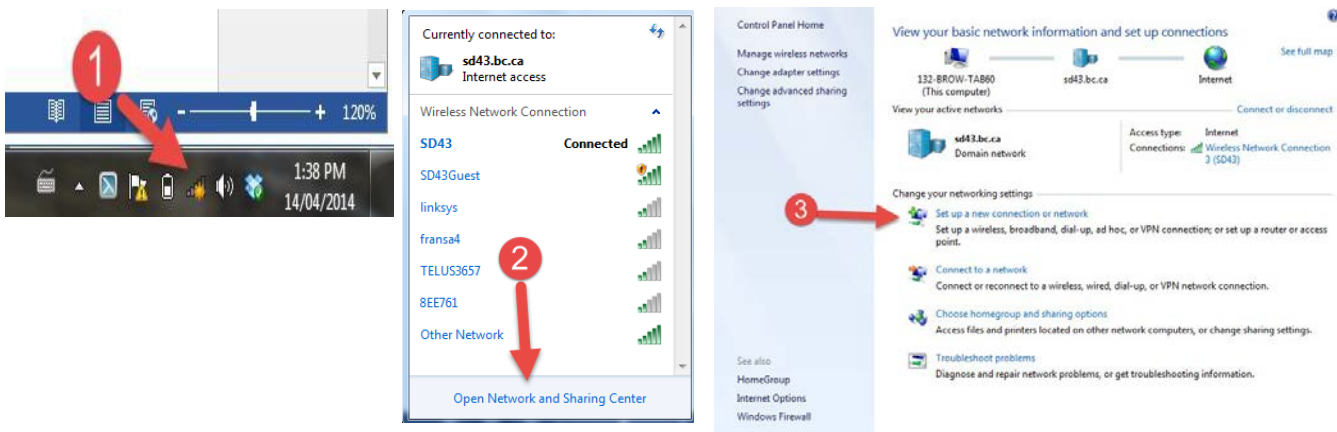 1
120%
1:38 PM
14/04/2014
Currently connected to:
sd43.bc.ca
Internet access
Wireless Network Connection
SD43 Connected
SD43Guest
linksys
fransa4
TELUS3657
2
8EE761
Other Network
Open Network and Sharing Center
Control Panel Home
Manage wireless networks
Change adapter settings
Change advanced sharing
settings
See also
HomeGroup
Internet Options
Windows Firewall
View your basic network information and set up connections
See full map
132-BROW-TAB60
(This computer)
sd43.bc.ca
Internet
View your active networks
Connect or disconnect
sd43.bc.ca
Domain network
Access type: Internet
Connections: Wireless Network Connection
3 (SD43)
Change your networking settings
3
Set up a new connection or network
Set up a wireless, broadband, dial-up, ad hoc, or VPN connection; or set up a router or access
point.
Connect to a network
Connect or reconnect to a wireless, wired, dial-up, or VPN network connection.
Choose homegroup and sharing options
Access files and printers located on other network computers, or change sharing settings.
Troubleshoot problems
Diagnose and repair network problems, or get troubleshooting information.